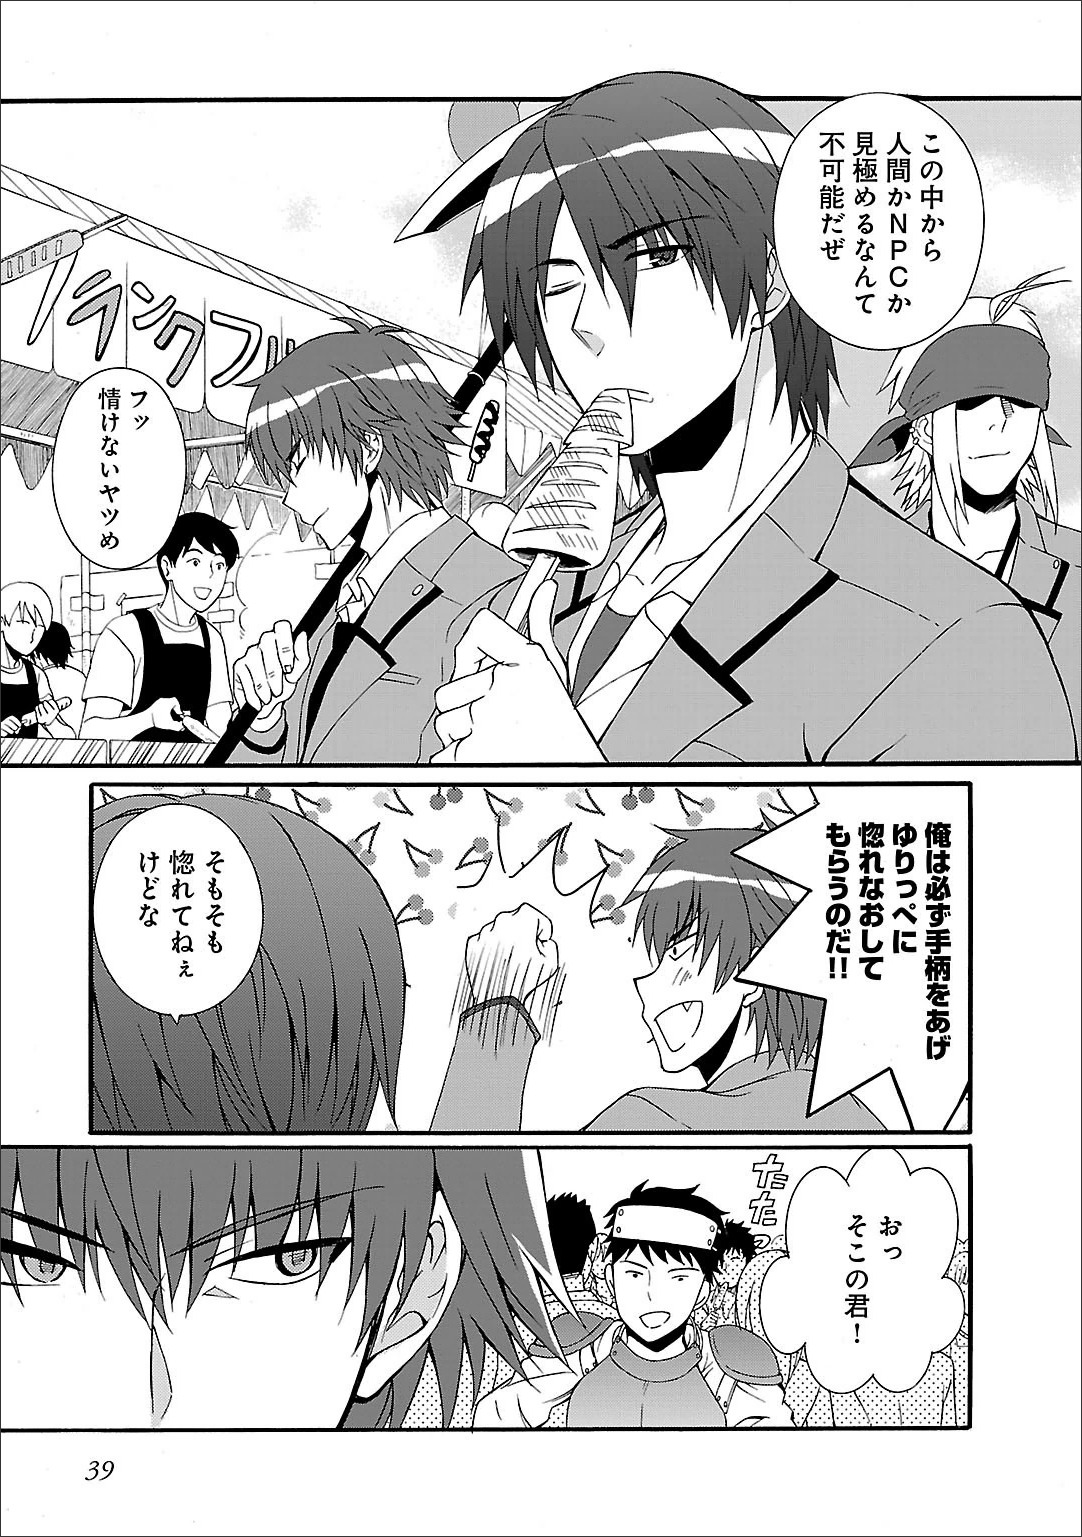 この中から
人間かNPCか
見極めるなんて
不可能だぜ
フランクフル
フッ
情けないヤツめ
俺は必ず手柄をあげ
ゆりっぺに
惚れなおして
もらうのだ!!
そもそも
惚れてねぇ
けどな
おっ
そこの君!
たたっ
39